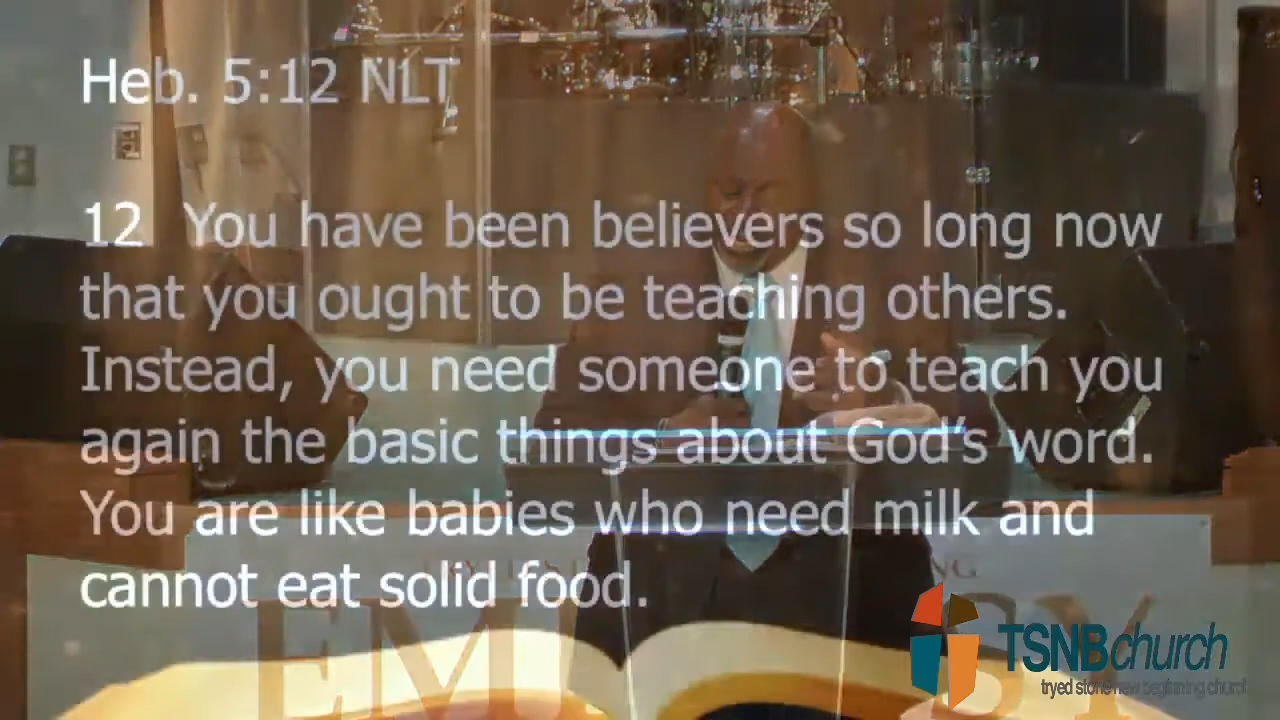 Heb. 5:12 NLT
12 You have been believers so long now
that you ought to be teaching others.
Instead, you need someone to teach you
again the basic things about God's word.
You are like babies who need milk and
cannot eat solid food.
TSNBchurch
tryed stone new beginning church